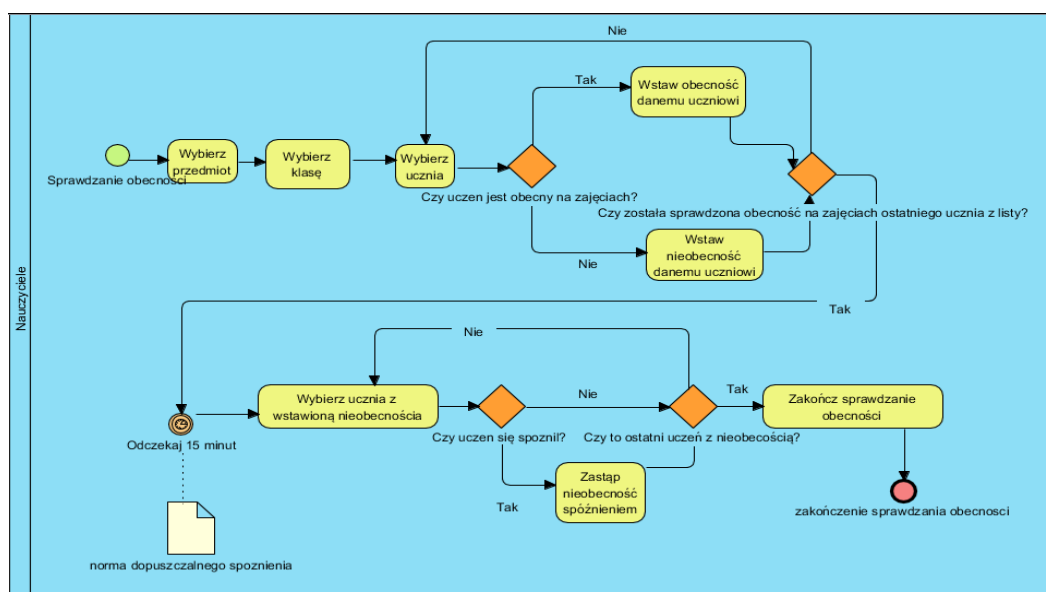 Nauczyciele
Nie
Tak
Wstaw obecność
danemu uczniowi
Wybierz
przedmiot
Wybierz
klasę
Wybierz
ucznia
Sprawdzanie obecności
Czy uczen jest obecny na zajęciach?
Czy została sprawdzona obecność na zajęciach ostatniego ucznia z listy?
Nie
Wstaw
nieobecność
danemu uczniowi
Tak
Nie
Wybierz ucznia z
wstawioną nieobecnościa
Nie
Tak
Zakończ sprawdzanie
obecności
Odczekaj 15 minut
Czy uczen się spoznil?
Czy to ostatni uczeń z nieobecością?
Tak
Zastąp
nieobecność
spóźnieniem
zakończenie sprawdzania obecnosci
norma dopuszczalnego spoznienia